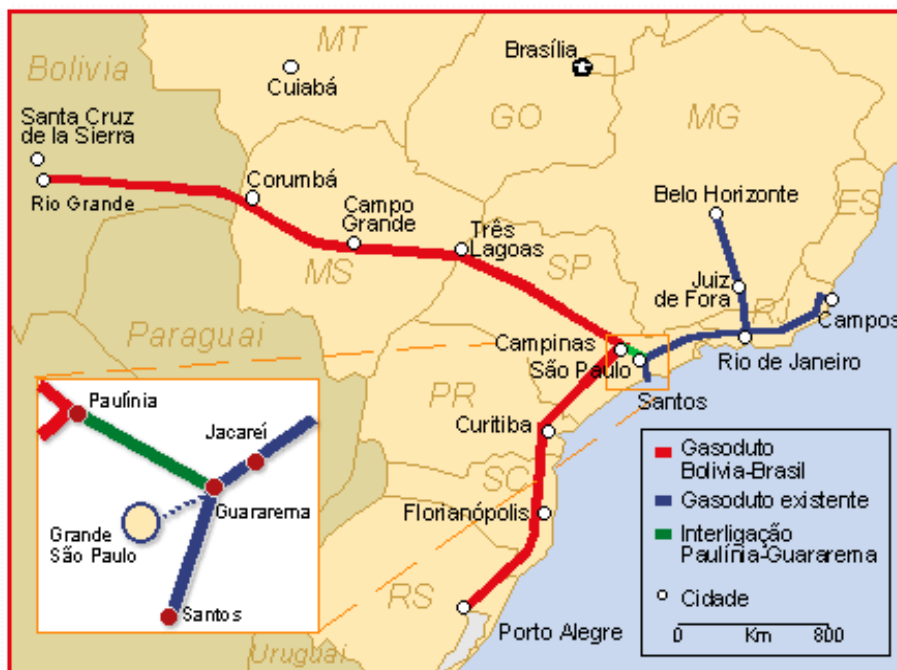 MT
Brasília
Bolivia
Cuiabá
GO
MG
Santa Cruz
de la Sierra
Rio Grande
Corumbá
Campo
Grande
Três
Lagoas
Belo Horizonte
ES
MS
SP
Juiz
de Fora
RJ
Campos
Paraguai
Campinas
São Paulo
Rio de Janeiro
Santos
PR
Curitiba
SC
Florianópolis
RS
Porto Alegre
Uruguai
Paulínia
Jacareí
Guararema
Grande
São Paulo
Santos
Gasoduto
Bolivia-Brasil
Gasoduto existente
Interligação
Paulínia-Guararema
Cidade
0 Km 800